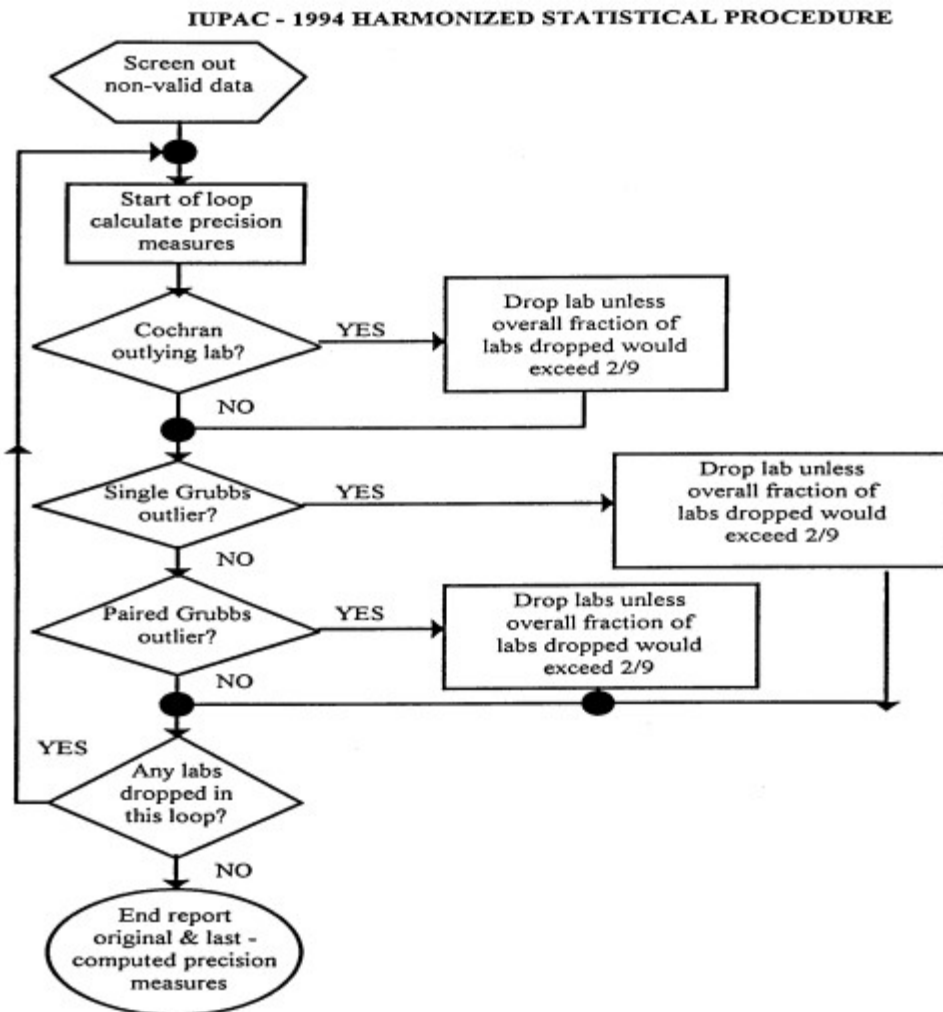 IUPAC - 1994 HARMONIZED STATISTICAL PROCEDURE
Screen out
non-valid data
Start of loop
calculate precision
measures
Cochran
outlying lab?
YES
Drop lab unless
overall fraction of
labs dropped would
exceed 2/9
NO
Single Grubbs
outlier?
YES
Drop lab unless
overall fraction of
labs dropped would
exceed 2/9
NO
Paired Grubbs
outlier?
YES
Drop labs unless
overall fraction of
labs dropped would
exceed 2/9
NO
YES
Any labs
dropped in
this loop?
NO
End report
original & last -
computed precision
measures